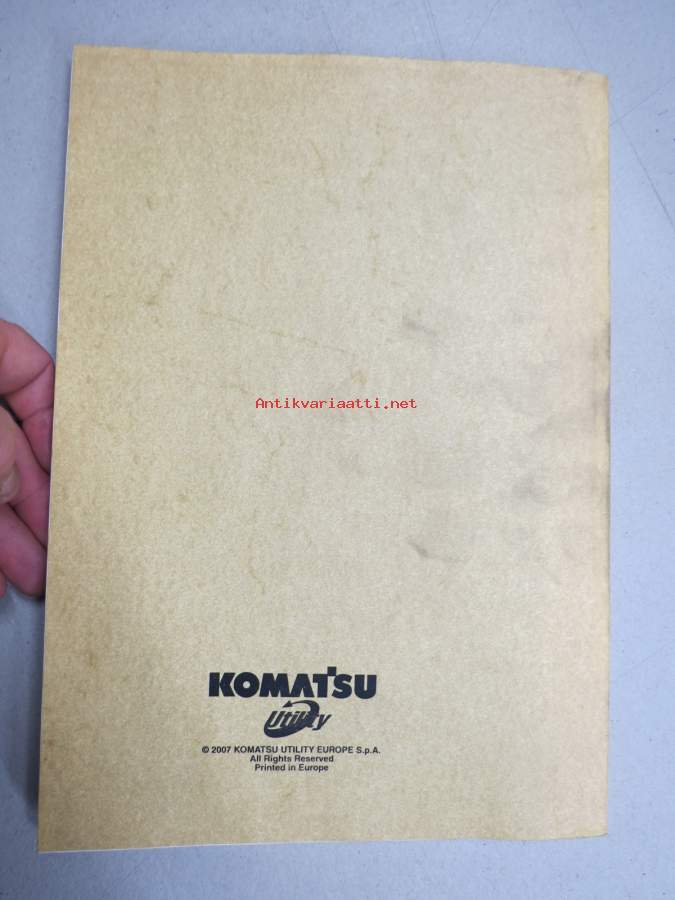 Antikvariaatti.net
KOMATSU
Utility
© 2007 KOMATSU UTILITY EUROPE S.p.A.
All Rights Reserved
Printed in Europe